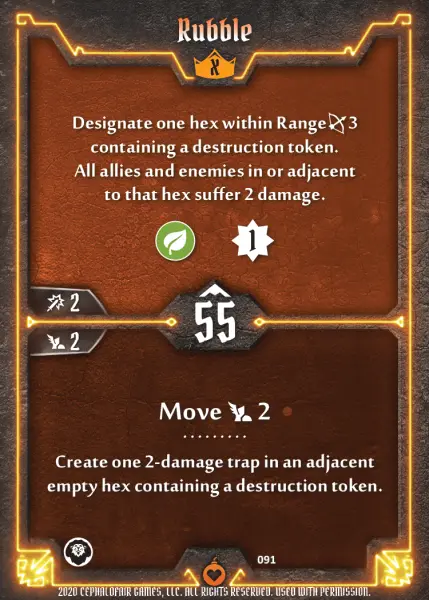 Rubble
X
Designate one hex within Range 3
containing a destruction token.
All allies and enemies in or adjacent
to that hex suffer 2 damage.
1
2
55
2
Move 2
Create one 2-damage trap in an adjacent
empty hex containing a destruction token.
091
2020 CEPHALOFAIR GAMES, LLC. ALL RIGHTS RESERVED. USED WITH PERMISSION.